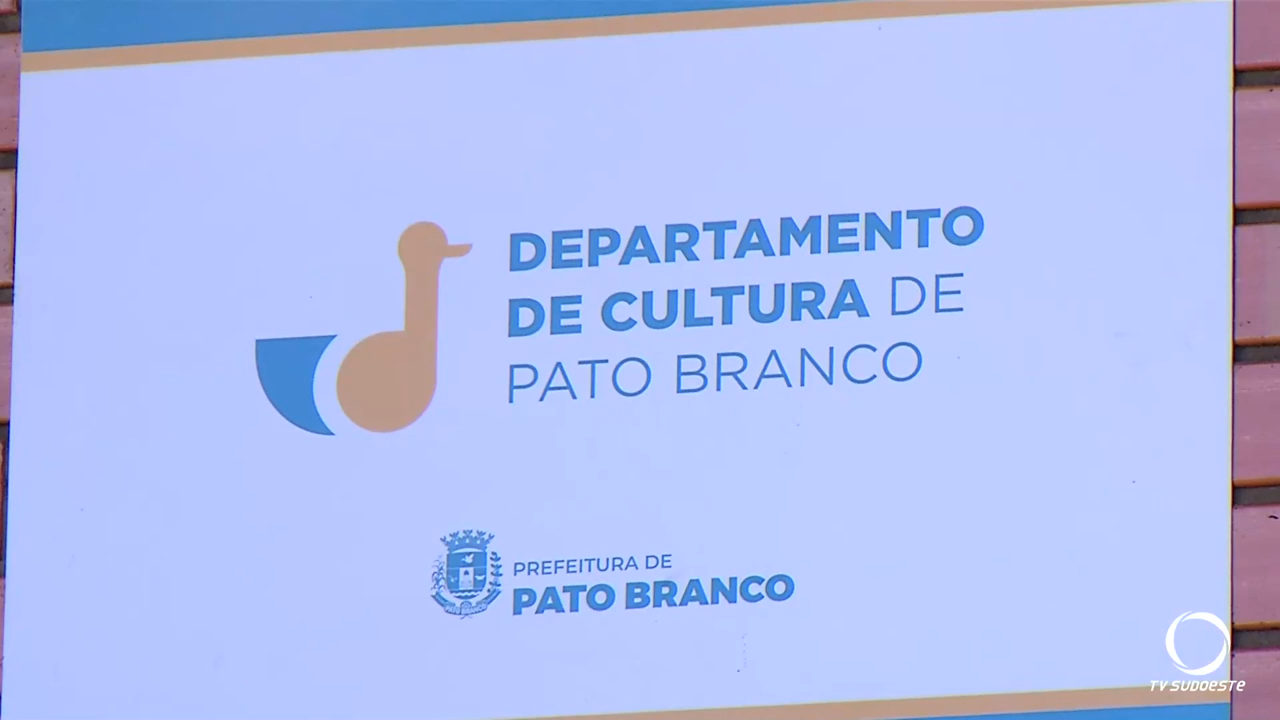 DEPARTAMENTO
DE CULTURA DE
PATO BRANCO
PREFEITURA DE
PATO BRANCO
TV SUDOESTE